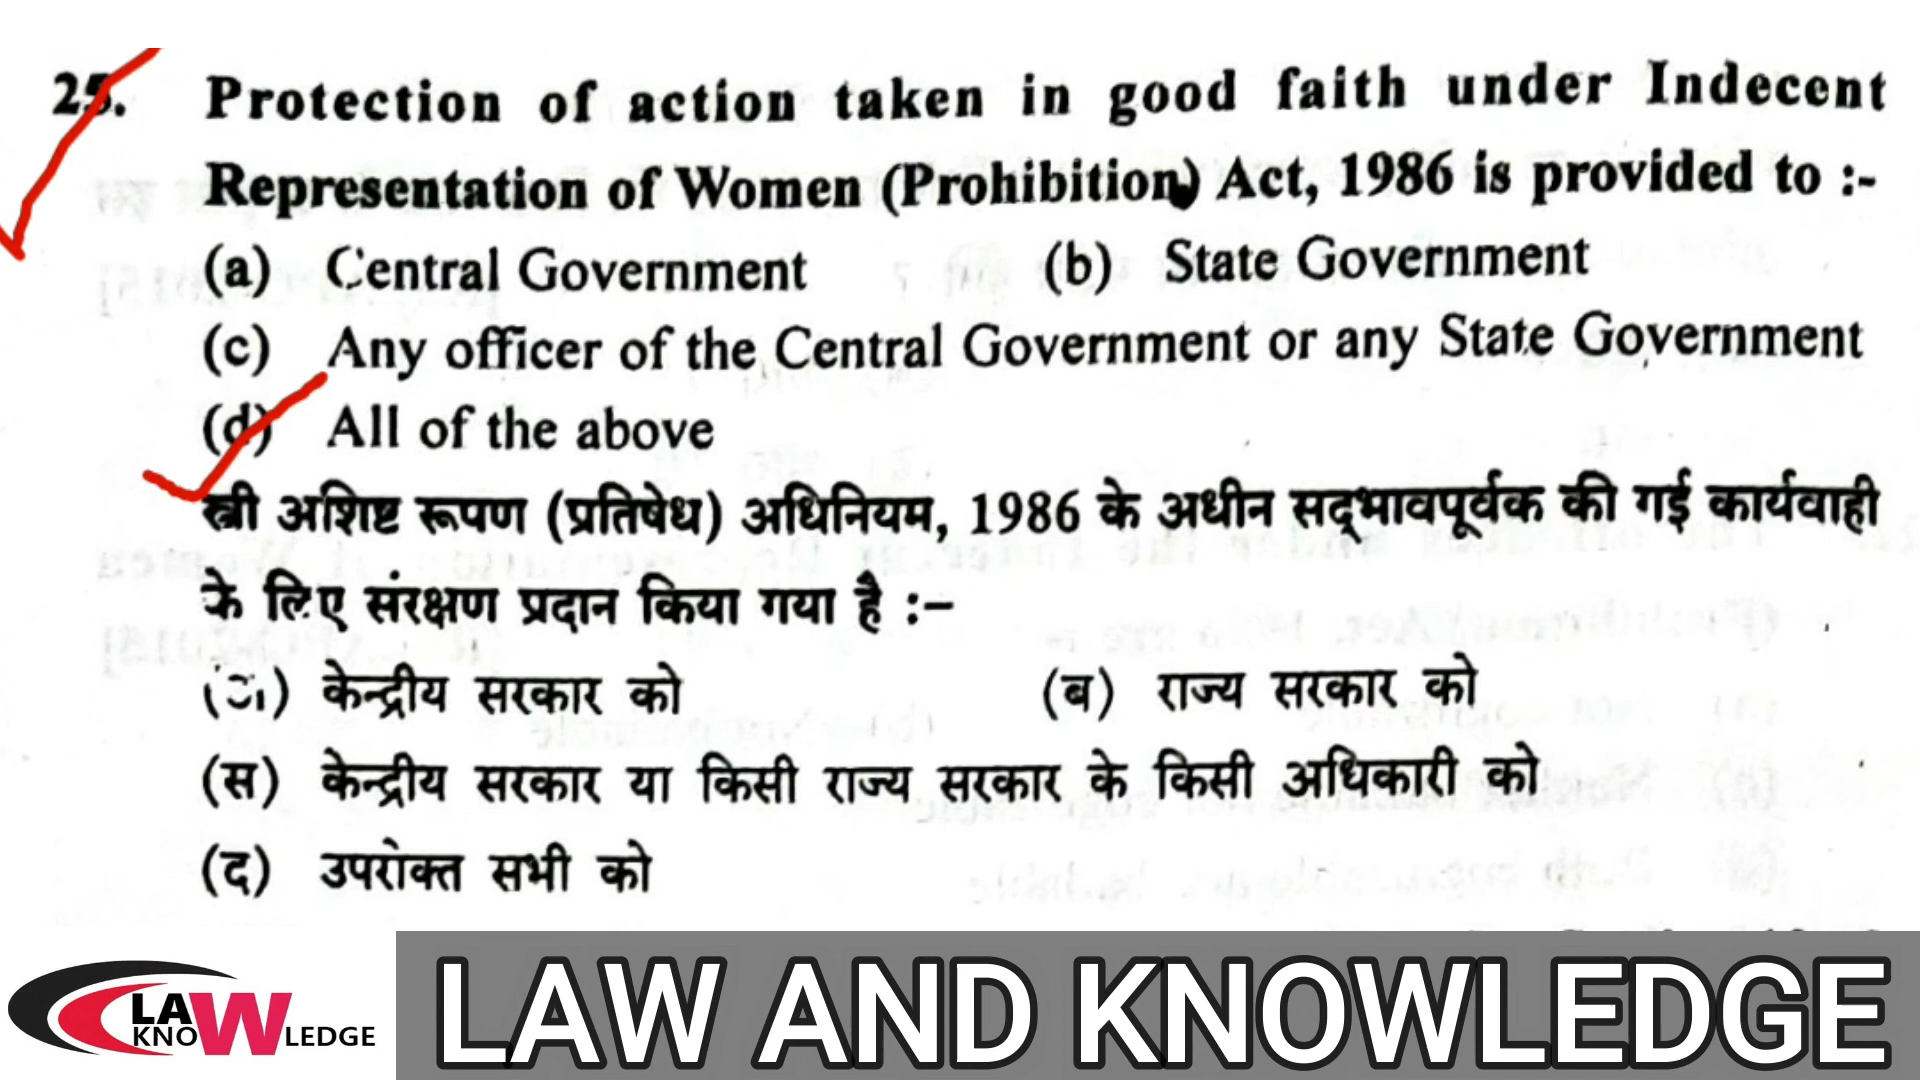 25. Protection of action taken in good faith under Indecent
Representation of Women (Prohibition) Act, 1986 is provided to :-
(a) Central Government (b) State Government
(c) Any officer of the Central Government or any State Government
(d) All of the above
स्त्री अशिष्ट रूपण (प्रतिषेध) अधिनियम, 1986 के अधीन सद्भावपूर्वक की गई कार्यवाही
के लिए संरक्षण प्रदान किया गया है :–
(अ) केन्द्रीय सरकार को (ब) राज्य सरकार को
(स) केन्द्रीय सरकार या किसी राज्य सरकार के किसी अधिकारी को
(द) उपरोक्त सभी को
LAW
KNOWLEDGE
LAW AND KNOWLEDGE